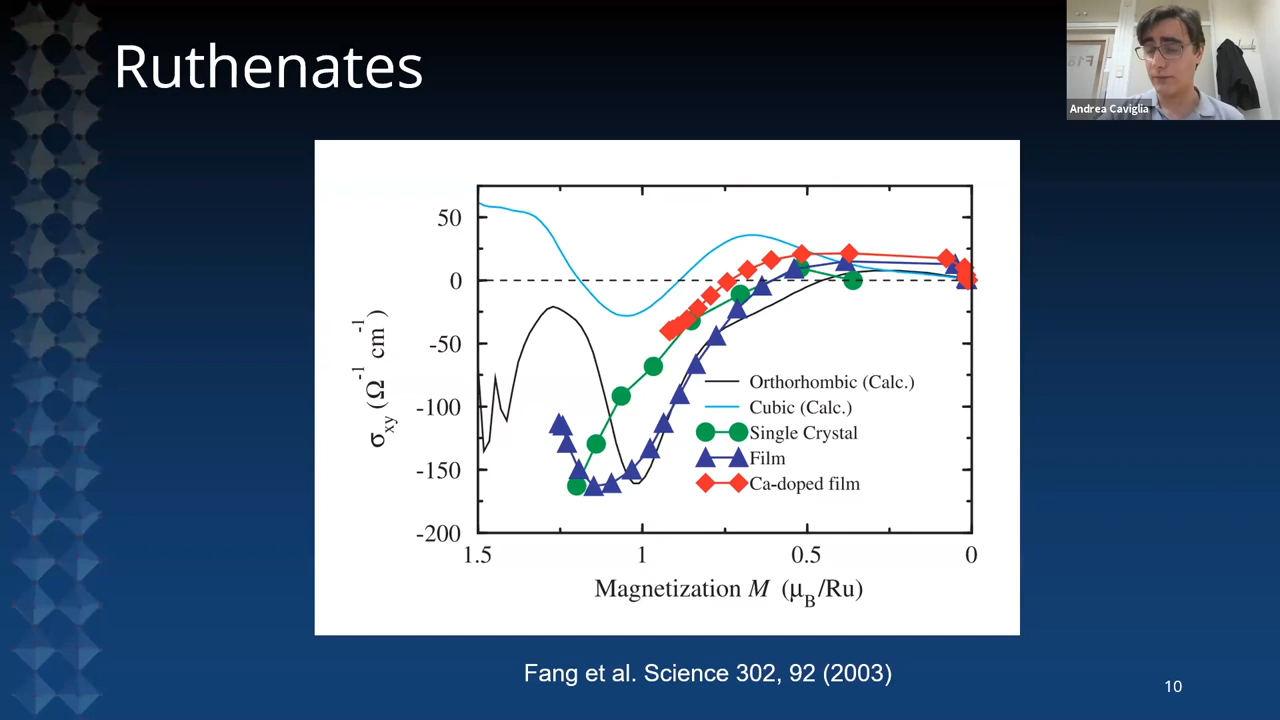 Ruthenates
Andrea Caviglia
50
0
-50
-100
-150
-200
σxy (Ω-1 cm-1)
Orthorhombic (Calc.)
Cubic (Calc.)
Single Crystal
Film
Ca-doped film
1.5
1
0.5
0
Magnetization M (μB/Ru)
Fang et al. Science 302, 92 (2003)
10